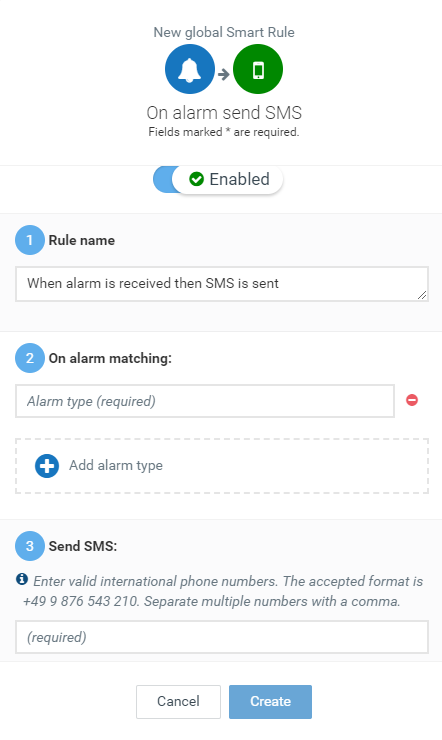 New global Smart Rule
On alarm send SMS
Fields marked * are required.
Enabled
1 Rule name
When alarm is received then SMS is sent
2 On alarm matching:
Alarm type (required)
Add alarm type
3 Send SMS:
Enter valid international phone numbers. The accepted format is
+49 9 876 543 210. Separate multiple numbers with a comma.
(required)
Cancel Create